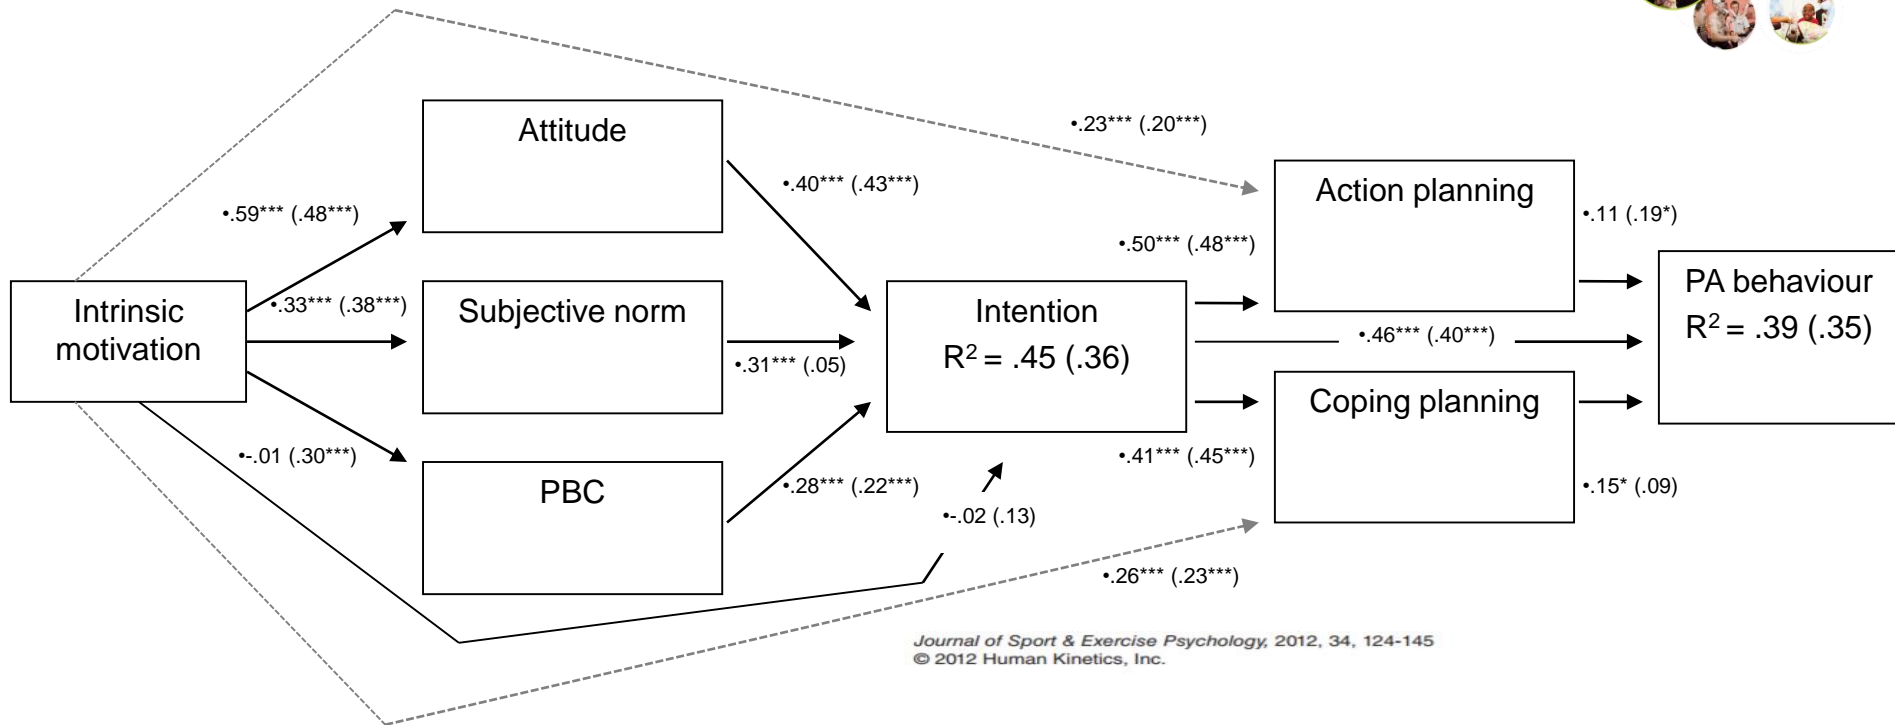 •.23*** (.20***)
Attitude
•.40*** (.43***)
Action planning
•.59*** (.48***)
•.11 (.19*)
•.50*** (.48***)
Intrinsic
motivation
•.33*** (.38***)
Subjective norm
•.31*** (.05)
Intention
R² = .45 (.36)
•.46*** (.40***)
PA behaviour
R² = .39 (.35)
Coping planning
•-.01 (.30***)
PBC
•.28*** (.22***)
•-.02 (.13)
•.41*** (.45***)
•.15* (.09)
•.26*** (.23***)
Journal of Sport & Exercise Psychology, 2012, 34, 124-145
© 2012 Human Kinetics, Inc.